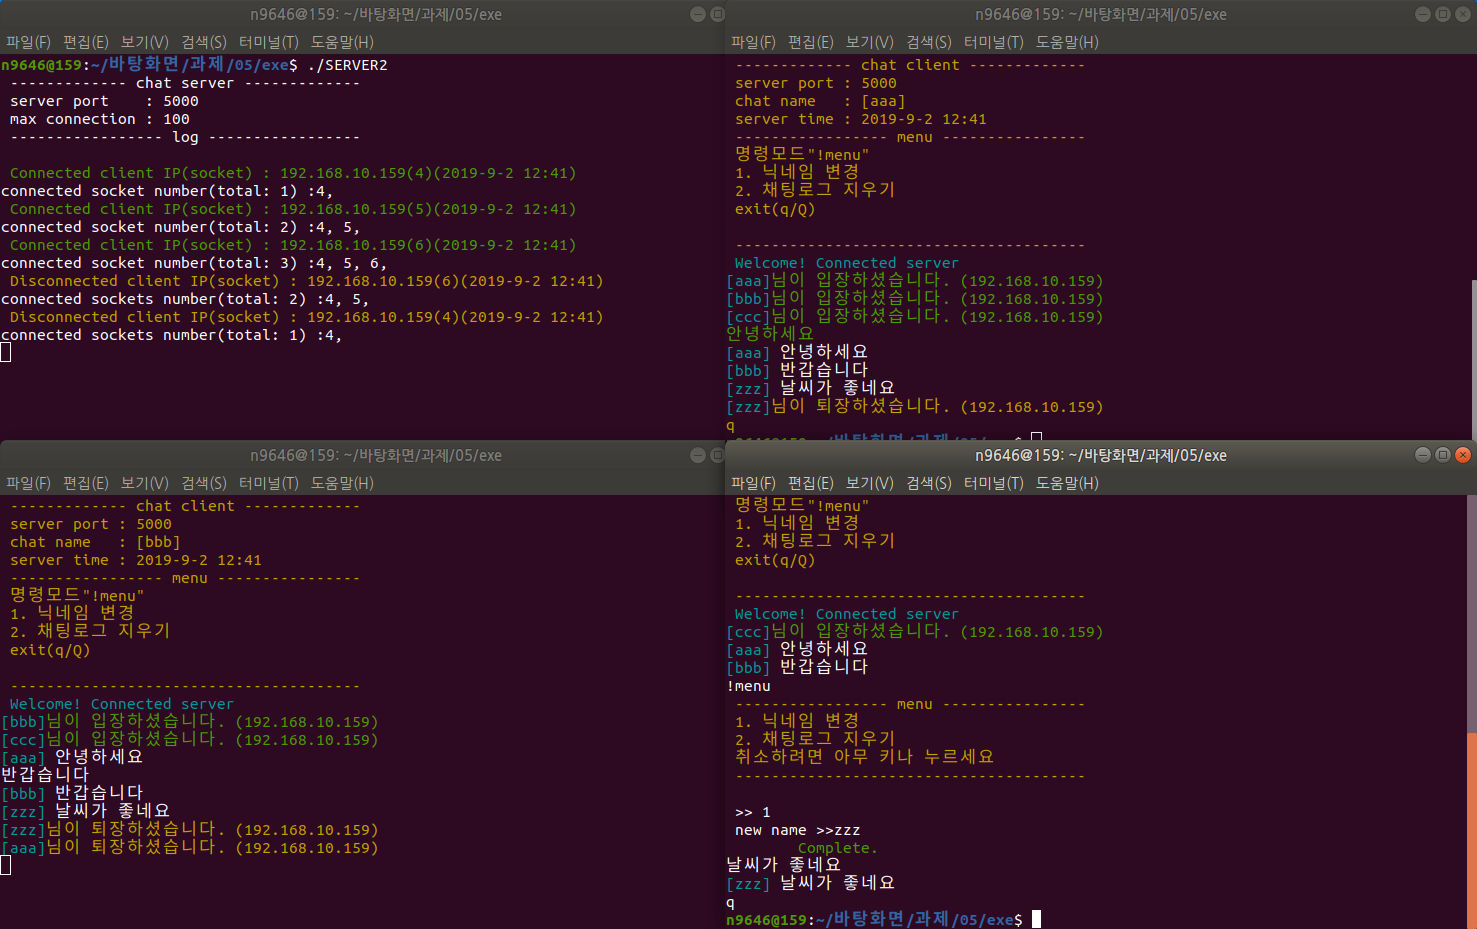 n9646@159: ~/바탕화면/과제/05/exe
파일(F) 편집(E) 보기(V) 검색(S) 터미널(T) 도움말(H)
n9646@159:~/바탕화면/과제/05/exe$ ./SERVER2
------------- chat server -------------
server port    : 5000
max connection : 100
----------------- log -----------------
Connected client IP(socket) : 192.168.10.159(4)(2019-9-2 12:41)
connected socket number(total: 1) :4,
Connected client IP(socket) : 192.168.10.159(5)(2019-9-2 12:41)
connected socket number(total: 2) :4, 5,
Connected client IP(socket) : 192.168.10.159(6)(2019-9-2 12:41)
connected socket number(total: 3) :4, 5, 6,
Disconnected client IP(socket) : 192.168.10.159(6)(2019-9-2 12:41)
connected sockets number(total: 2) :4, 5,
Disconnected client IP(socket) : 192.168.10.159(4)(2019-9-2 12:41)
connected sockets number(total: 1) :4,
n9646@159: ~/바탕화면/과제/05/exe
파일(F) 편집(E) 보기(V) 검색(S) 터미널(T) 도움말(H)
------------- chat client -------------
server port : 5000
chat name   : [aaa]
server time : 2019-9-2 12:41
----------------- menu ----------------
명령모드"!menu"
1. 닉네임 변경
2. 채팅로그 지우기
exit(q/Q)
---------------------------------------
Welcome! Connected server
[aaa]님이 입장하셨습니다. (192.168.10.159)
[bbb]님이 입장하셨습니다. (192.168.10.159)
[ccc]님이 입장하셨습니다. (192.168.10.159)
안녕하세요
[aaa] 안녕하세요
[bbb] 반갑습니다
[zzz] 날씨가 좋네요
[zzz]님이 퇴장하셨습니다. (192.168.10.159)
q
n9646@159: ~/바탕화면/과제/05/exe
파일(F) 편집(E) 보기(V) 검색(S) 터미널(T) 도움말(H)
------------- chat client -------------
server port : 5000
chat name   : [bbb]
server time : 2019-9-2 12:41
----------------- menu ----------------
명령모드"!menu"
1. 닉네임 변경
2. 채팅로그 지우기
exit(q/Q)
---------------------------------------
Welcome! Connected server
[bbb]님이 입장하셨습니다. (192.168.10.159)
[ccc]님이 입장하셨습니다. (192.168.10.159)
[aaa] 안녕하세요
반갑습니다
[bbb] 반갑습니다
[zzz] 날씨가 좋네요
[zzz]님이 퇴장하셨습니다. (192.168.10.159)
[aaa]님이 퇴장하셨습니다. (192.168.10.159)
n9646@159: ~/바탕화면/과제/05/exe
파일(F) 편집(E) 보기(V) 검색(S) 터미널(T) 도움말(H)
명령모드"!menu"
1. 닉네임 변경
2. 채팅로그 지우기
exit(q/Q)
---------------------------------------
Welcome! Connected server
[ccc]님이 입장하셨습니다. (192.168.10.159)
[aaa] 안녕하세요
[bbb] 반갑습니다
!menu
----------------- menu ----------------
1. 닉네임 변경
2. 채팅로그 지우기
취소하려면 아무 키나 누르세요
---------------------------------------
>> 1
new name >>zzz
Complete.
날씨가 좋네요
[zzz] 날씨가 좋네요
q
n9646@159:~/바탕화면/과제/05/exe$